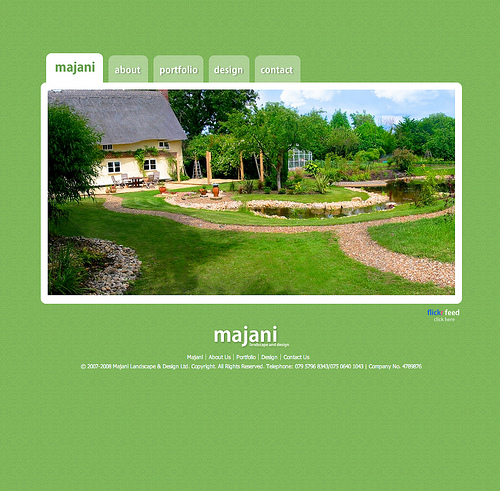 majani about portfolio design contact
flickr feed
click here
majani
landscape and design
Majani | About Us | Portfolio | Design | Contact Us
© 2007-2008 Majani Landscape & Design Ltd. Copyright. All Rights Reserved. Telephone: 079 5796 8343/075 0640 1043 | Company No. 4789876